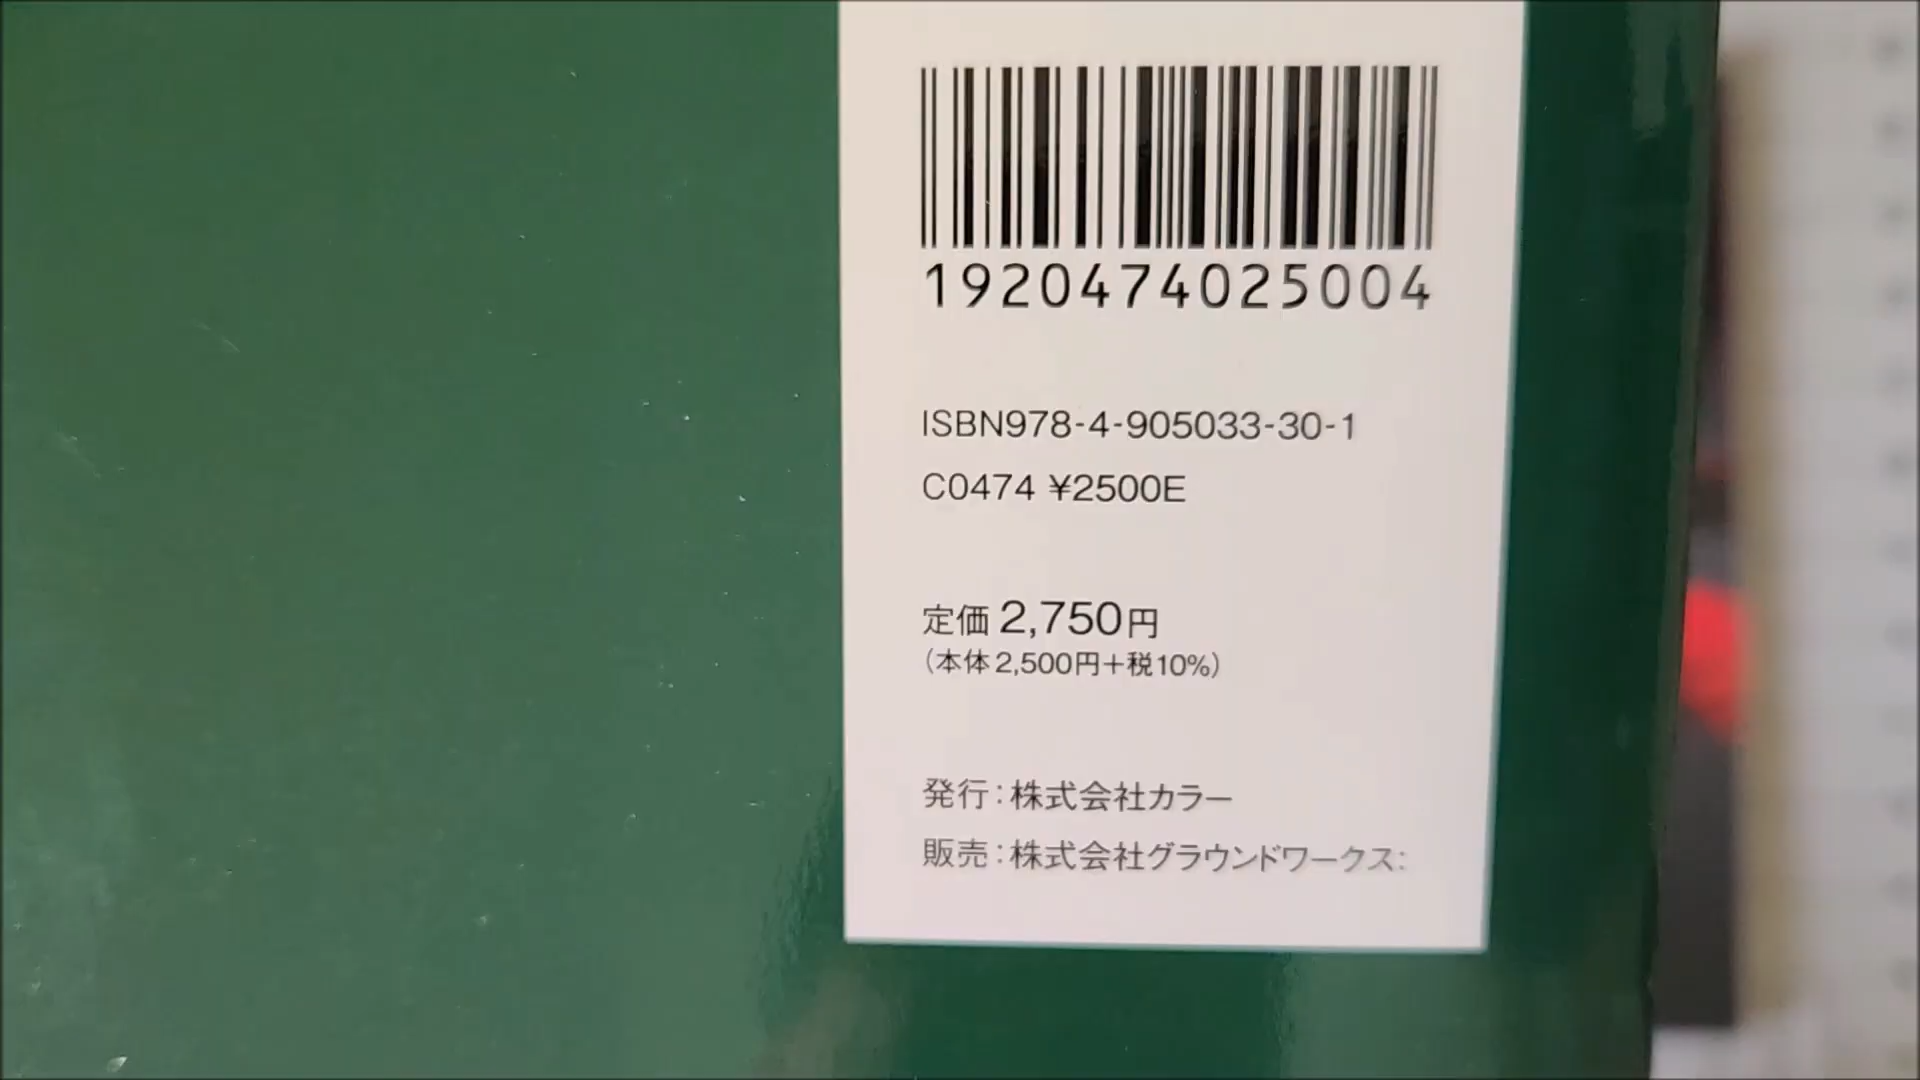 1920474025004
ISBN978-4-905033-30-1
C0474 ¥2500E
定価 2,750円
(本体2,500円+税10%)
発行:株式会社カラー
販売:株式会社グラウンドワークス: